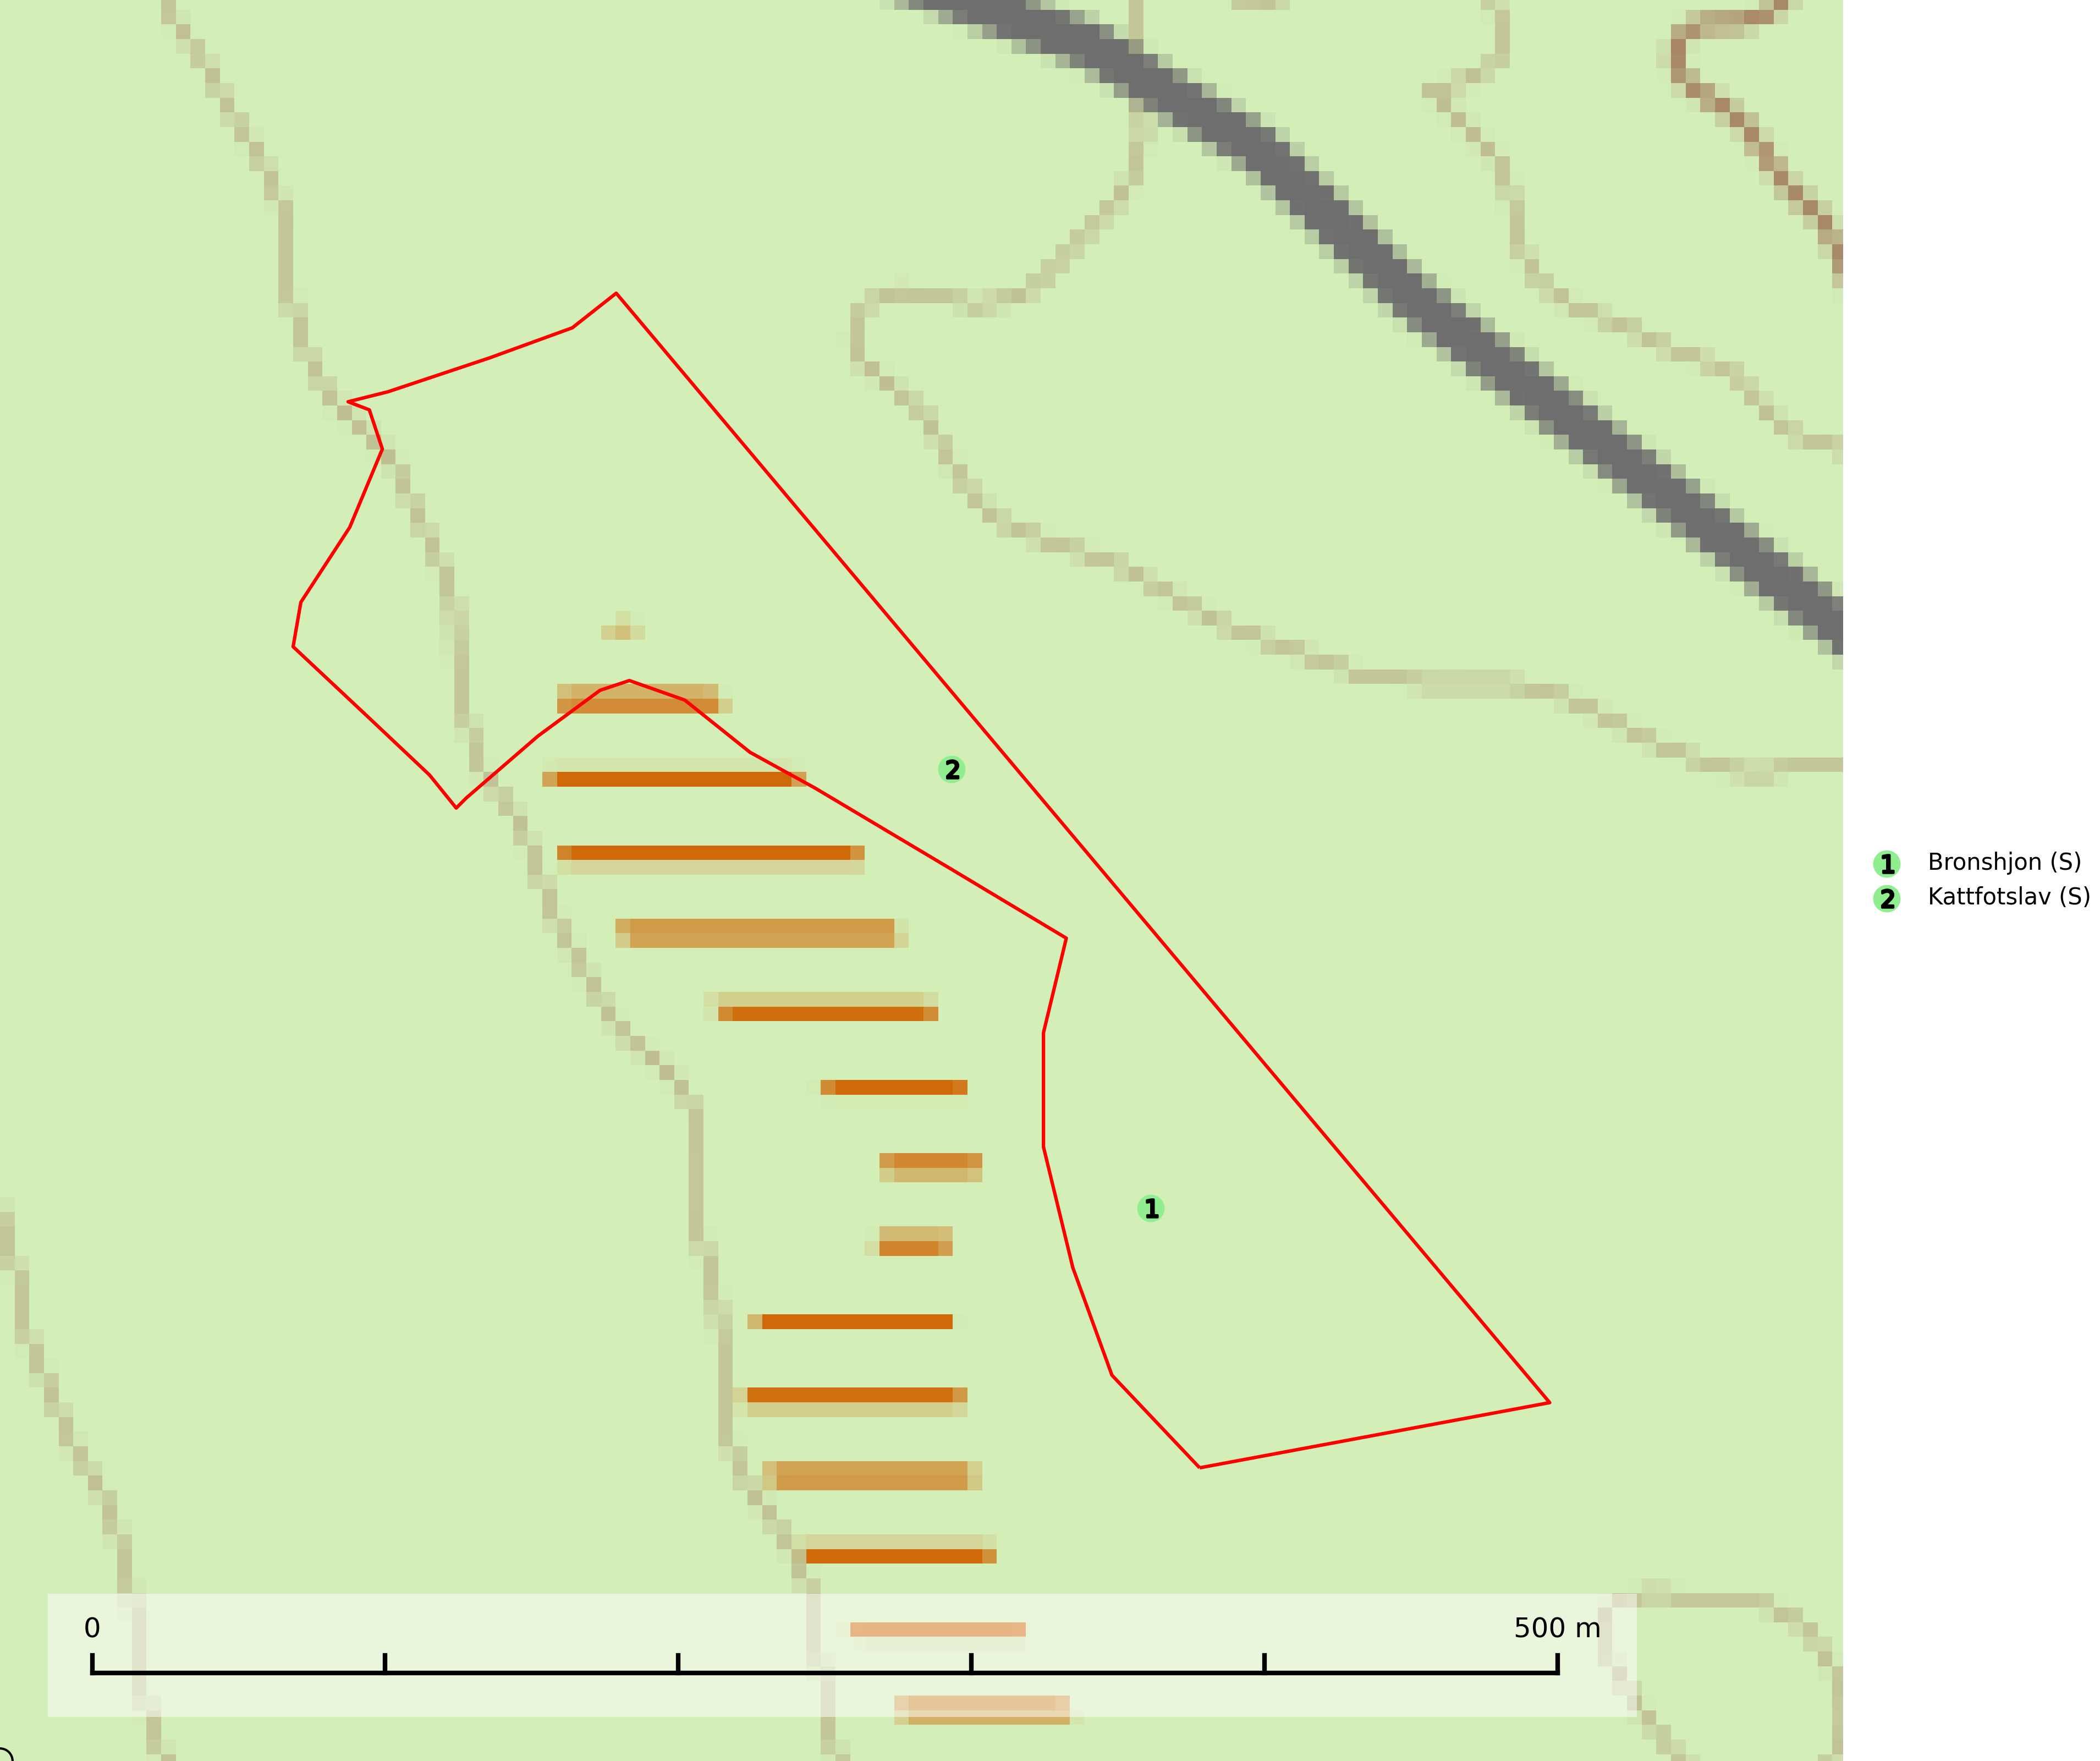 2
1 Bronshjon (S)
2 Kattfotslav (S)
1
0 500 m